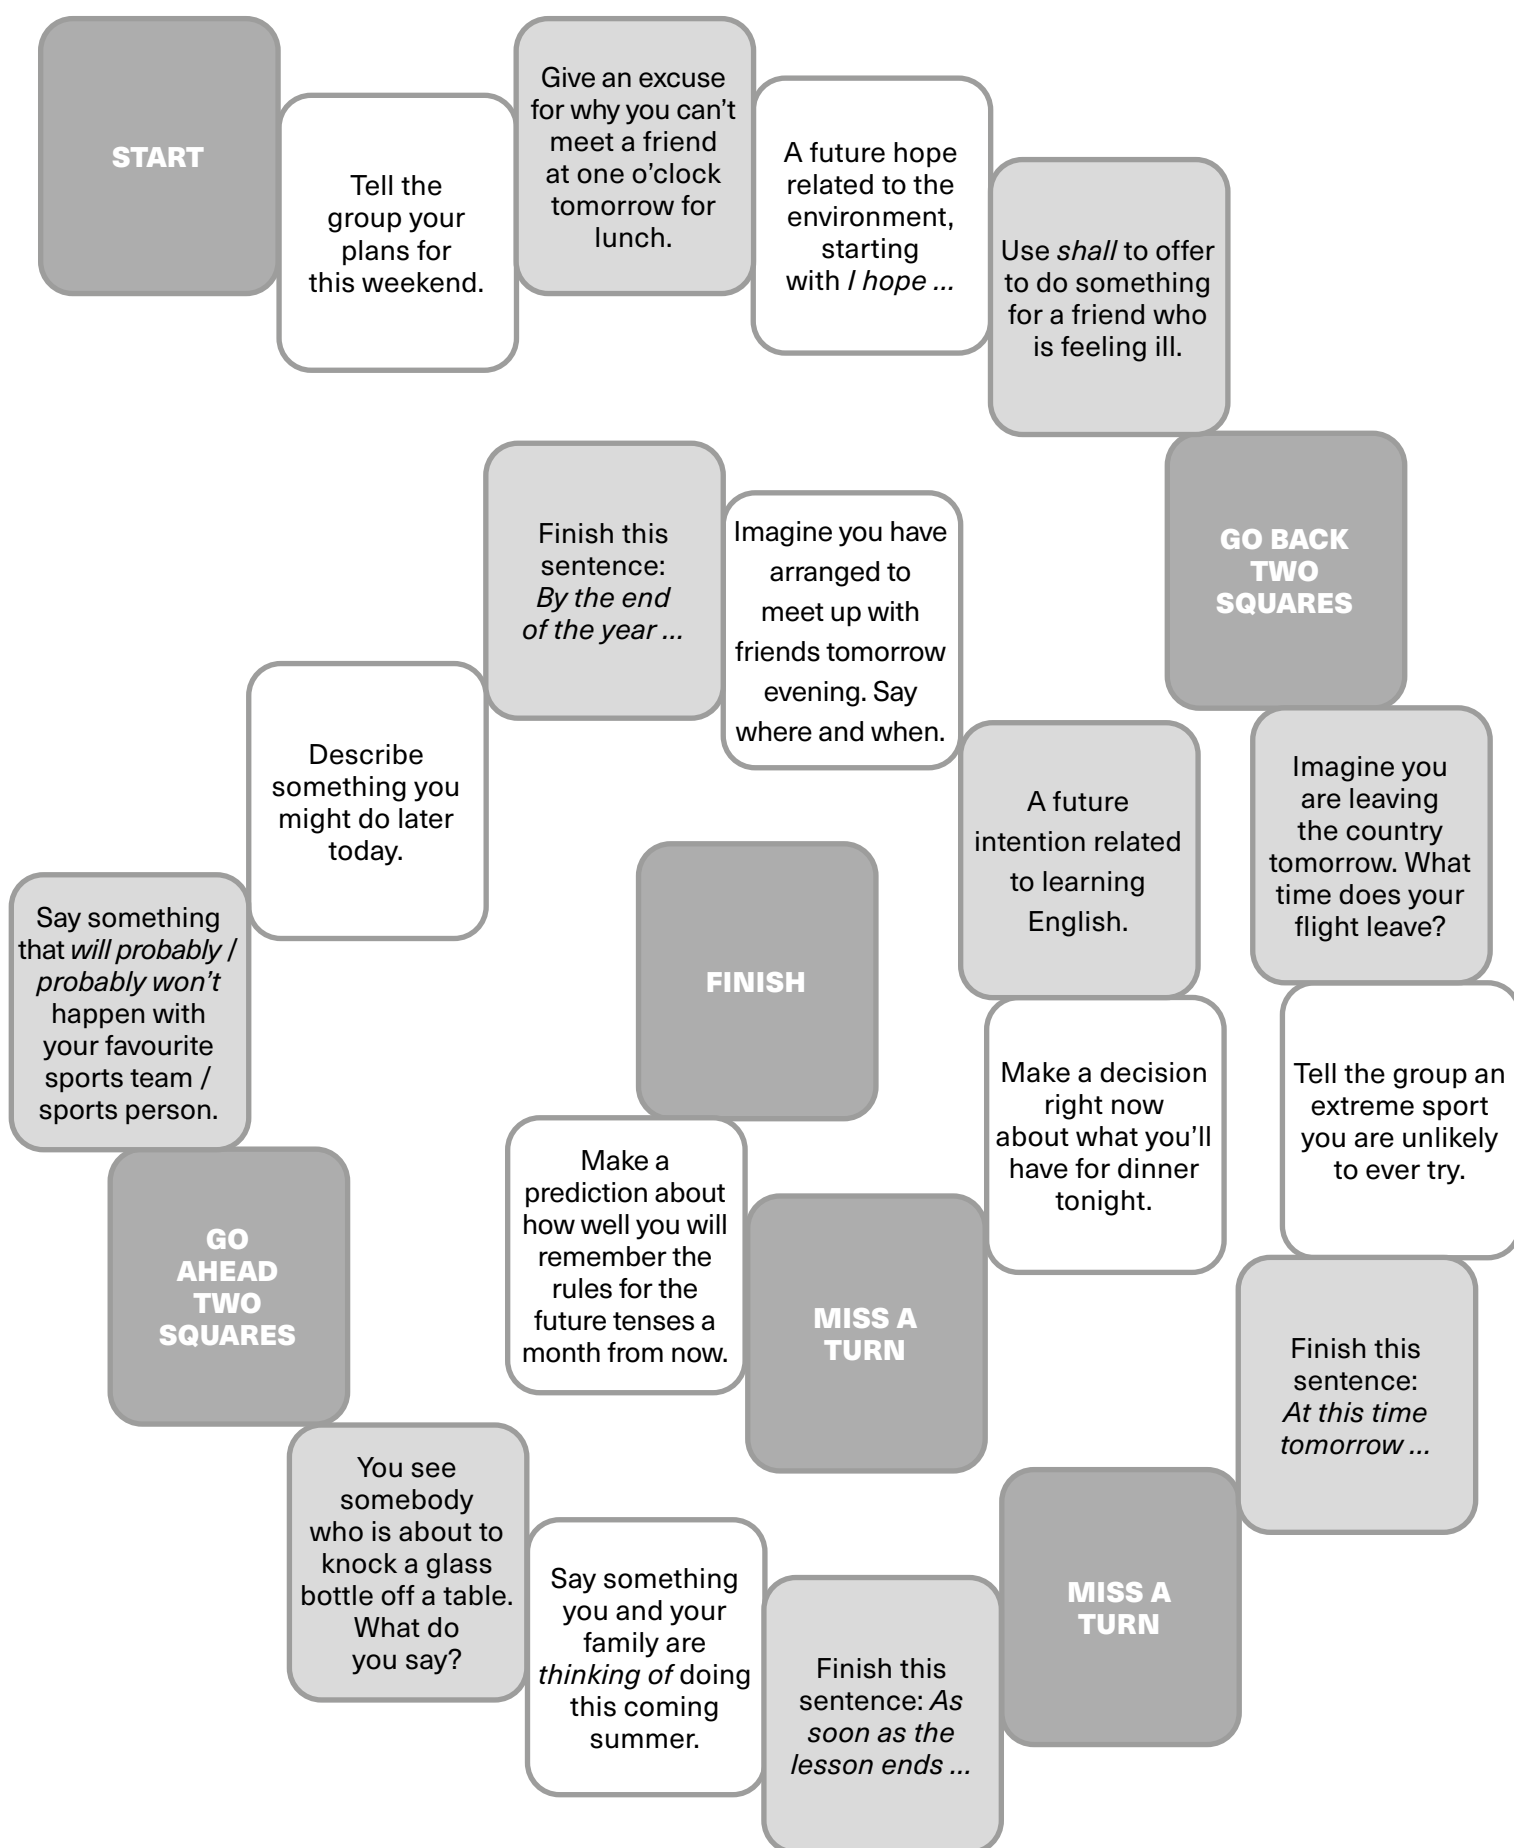 START
Tell the
group your
plans for
this weekend.
Give an excuse
for why you can't
meet a friend
at one o'clock
tomorrow for
lunch.
A future hope
related to the
environment,
starting
with I hope ...
Use shall to offer
to do something
for a friend who
is feeling ill.
GO BACK
TWO
SQUARES
Imagine you
are leaving
the country
tomorrow. What
time does your
flight leave?
Tell the group an
extreme sport
you are unlikely
to ever try.
Finish this
sentence:
At this time
tomorrow ...
MISS A
TURN
Finish this
sentence: As
soon as the
lesson ends ...
Say something
you and your
family are
thinking of doing
this coming
summer.
You see
somebody
who is about to
knock a glass
bottle off a table.
What do
you say?
GO
AHEAD
TWO
SQUARES
Say something
that will probably /
probably won't
happen with
your favourite
sports team /
sports person.
Describe
something you
might do later
today.
Finish this
sentence:
By the end
of the year ...
Imagine you have
arranged to
meet up with
friends tomorrow
evening. Say
where and when.
A future
intention related
to learning
English.
Make a decision
right now
about what you'll
have for dinner
tonight.
MISS A
TURN
Make a
prediction about
how well you will
remember the
rules for the
future tenses a
month from now.
FINISH